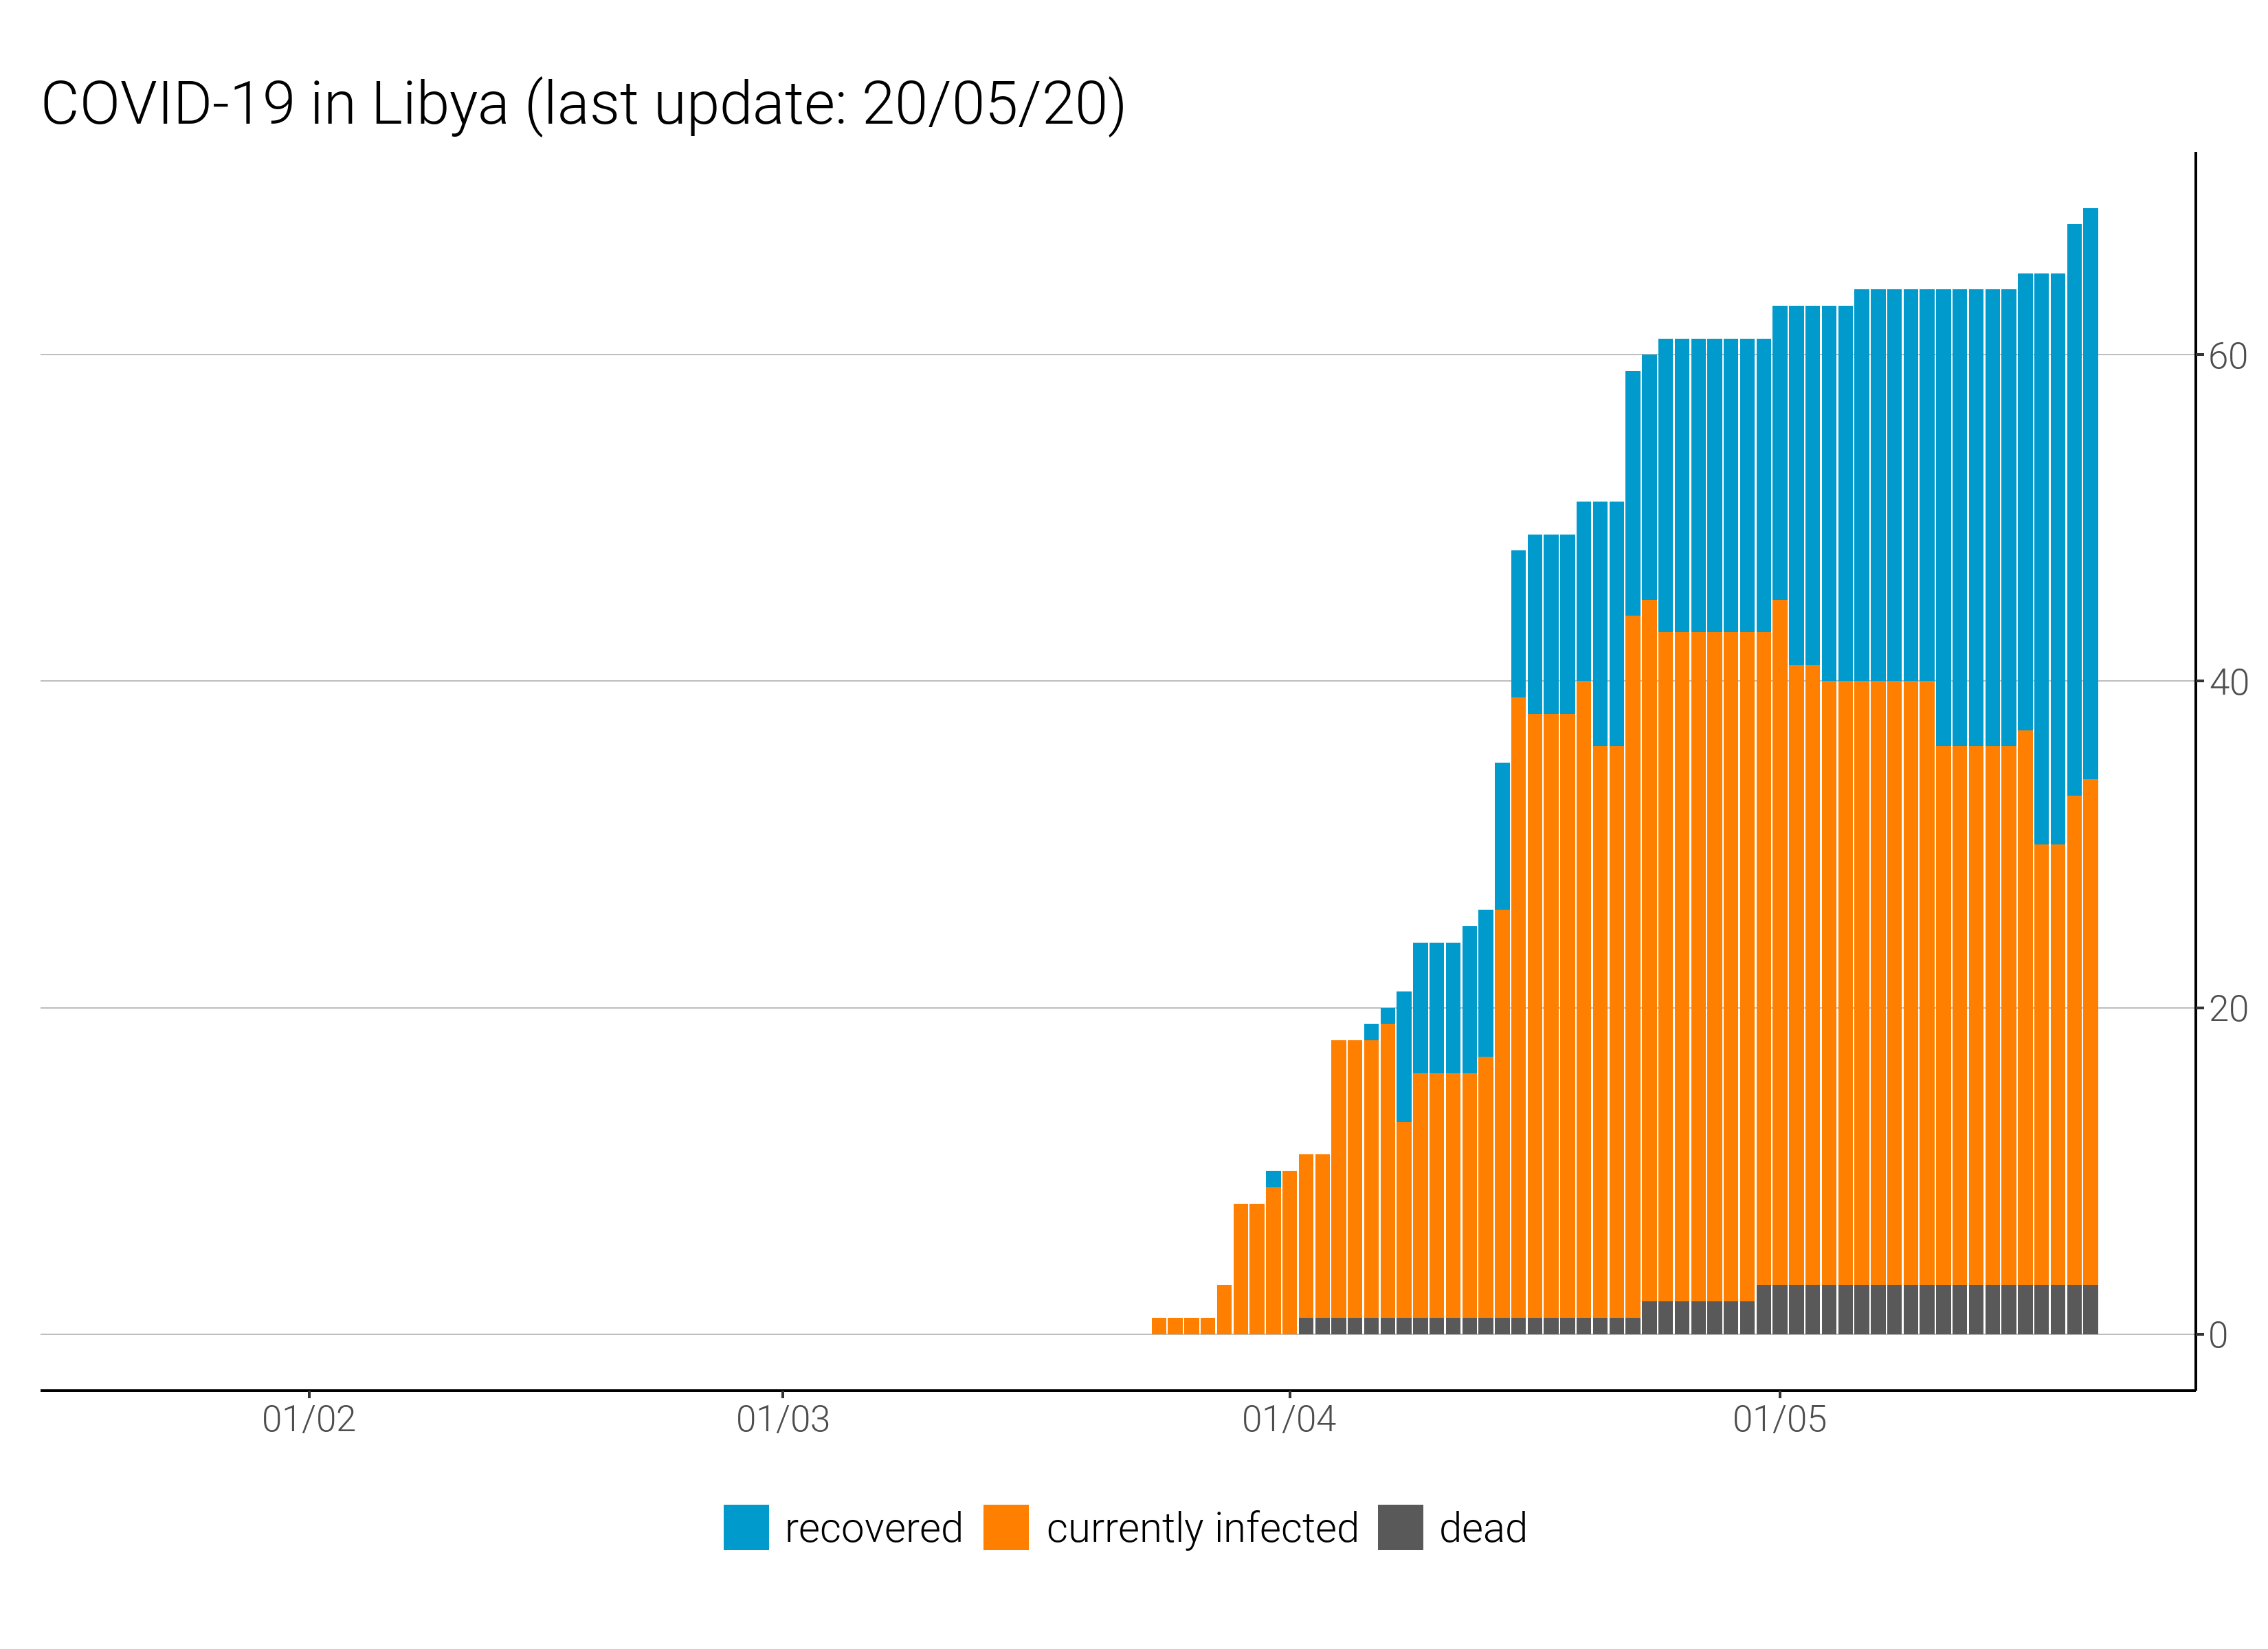 COVID-19 in Libya (last update: 20/05/20)
60
40
20
0
01/02 01/03 01/04 01/05
recovered currently infected dead